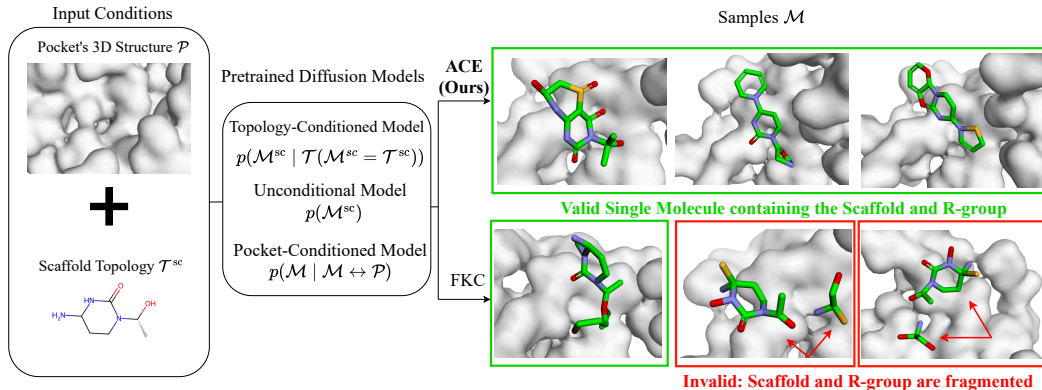 Input Conditions
Pocket's 3D Structure 𝒫
Scaffold Topology 𝒯^sc
HN
O
H₂N
N
OH
Pretrained Diffusion Models
Topology-Conditioned Model
p(ℳ^sc | 𝒯(ℳ^sc = 𝒯^sc))
Unconditional Model
p(ℳ^sc)
Pocket-Conditioned Model
p(ℳ | ℳ ↔ 𝒫)
ACE
(Ours)
FKC
Samples ℳ
Valid Single Molecule containing the Scaffold and R-group
Invalid: Scaffold and R-group are fragmented